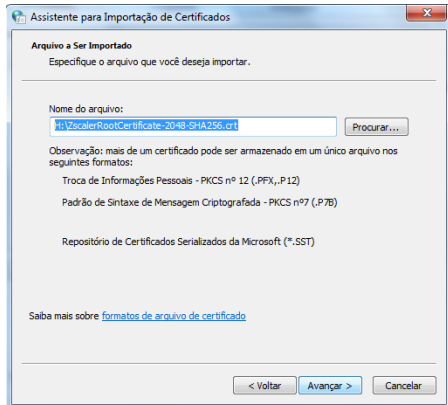 Assistente para Importação de Certificados
Arquivo a Ser Importado
Especifique o arquivo que você deseja importar.
Nome do arquivo:
H:\ZscalerRootCertificate-2048-SHA256.crt
Procurar...
Observação: mais de um certificado pode ser armazenado em um único arquivo nos
seguintes formatos:
Troca de Informações Pessoais - PKCS nº 12 (.PFX,.P12)
Padrão de Sintaxe de Mensagem Criptografada - PKCS nº7 (.P7B)
Repositório de Certificados Serializados da Microsoft (*.SST)
Saiba mais sobre formatos de arquivo de certificado
< Voltar
Avançar >
Cancelar